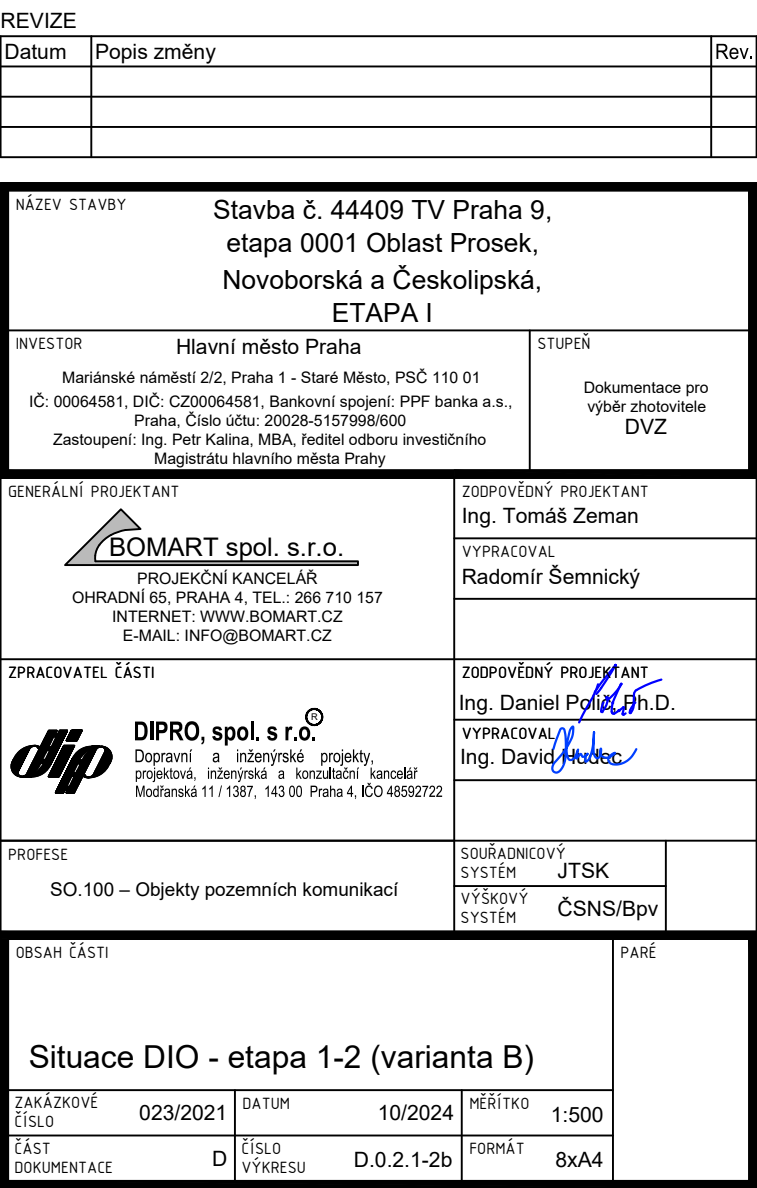 REVIZE
Datum Popis změny Rev.
NÁZEV STAVBY
Stavba č. 44409 TV Praha 9,
etapa 0001 Oblast Prosek,
Novoborská a Českolipská,
ETAPA I
INVESTOR
Hlavní město Praha
Mariánské náměstí 2/2, Praha 1 - Staré Město, PSČ 110 01
IČ: 00064581, DIČ: CZ00064581, Bankovní spojení: PPF banka a.s.,
Praha, Číslo účtu: 20028-5157998/600
Zastoupení: Ing. Petr Kalina, MBA, ředitel odboru investičního
Magistrátu hlavního města Prahy
STUPEŇ
Dokumentace pro
výběr zhotovitele
DVZ
GENERÁLNÍ PROJEKTANT
BOMART spol. s.r.o.
PROJEKČNÍ KANCELÁŘ
OHRADNÍ 65, PRAHA 4, TEL.: 266 710 157
INTERNET: WWW.BOMART.CZ
E-MAIL: INFO@BOMART.CZ
ZODPOVĚDNÝ PROJEKTANT
Ing. Tomáš Zeman
VYPRACOVAL
Radomír Šemnický
ZPRACOVATEL ČÁSTI
dip
DIPRO, spol. s r.o.®
Dopravní a inženýrské projekty,
projektová, inženýrská a konzultační kancelář
Modřanská 11 / 1387, 143 00 Praha 4, IČO 48592722
ZODPOVĚDNÝ PROJEKTANT
Ing. Daniel Polič, Ph.D.
VYPRACOVAL
Ing. David Hudec
PROFESE
SO.100 – Objekty pozemních komunikací
SOUŘADNICOVÝ
SYSTÉM JTSK
VÝŠKOVÝ
SYSTÉM ČSNS/Bpv
OBSAH ČÁSTI
Situace DIO - etapa 1-2 (varianta B)
PARÉ
ZAKÁZKOVÉ
ČÍSLO 023/2021
DATUM 10/2024
MĚŘÍTKO 1:500
ČÁST
DOKUMENTACE D
ČÍSLO
VÝKRESU D.0.2.1-2b
FORMÁT 8xA4